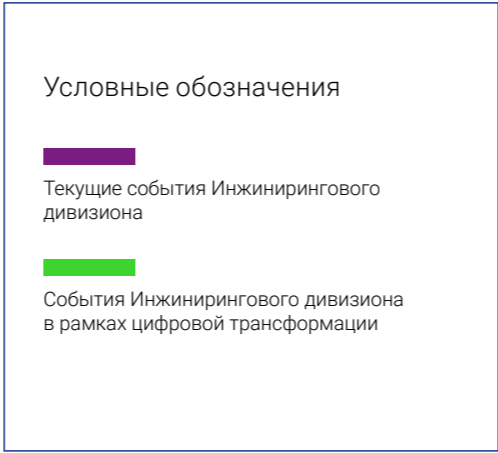 Условные обозначения
Текущие события Инжинирингового
дивизиона
События Инжинирингового дивизиона
в рамках цифровой трансформации